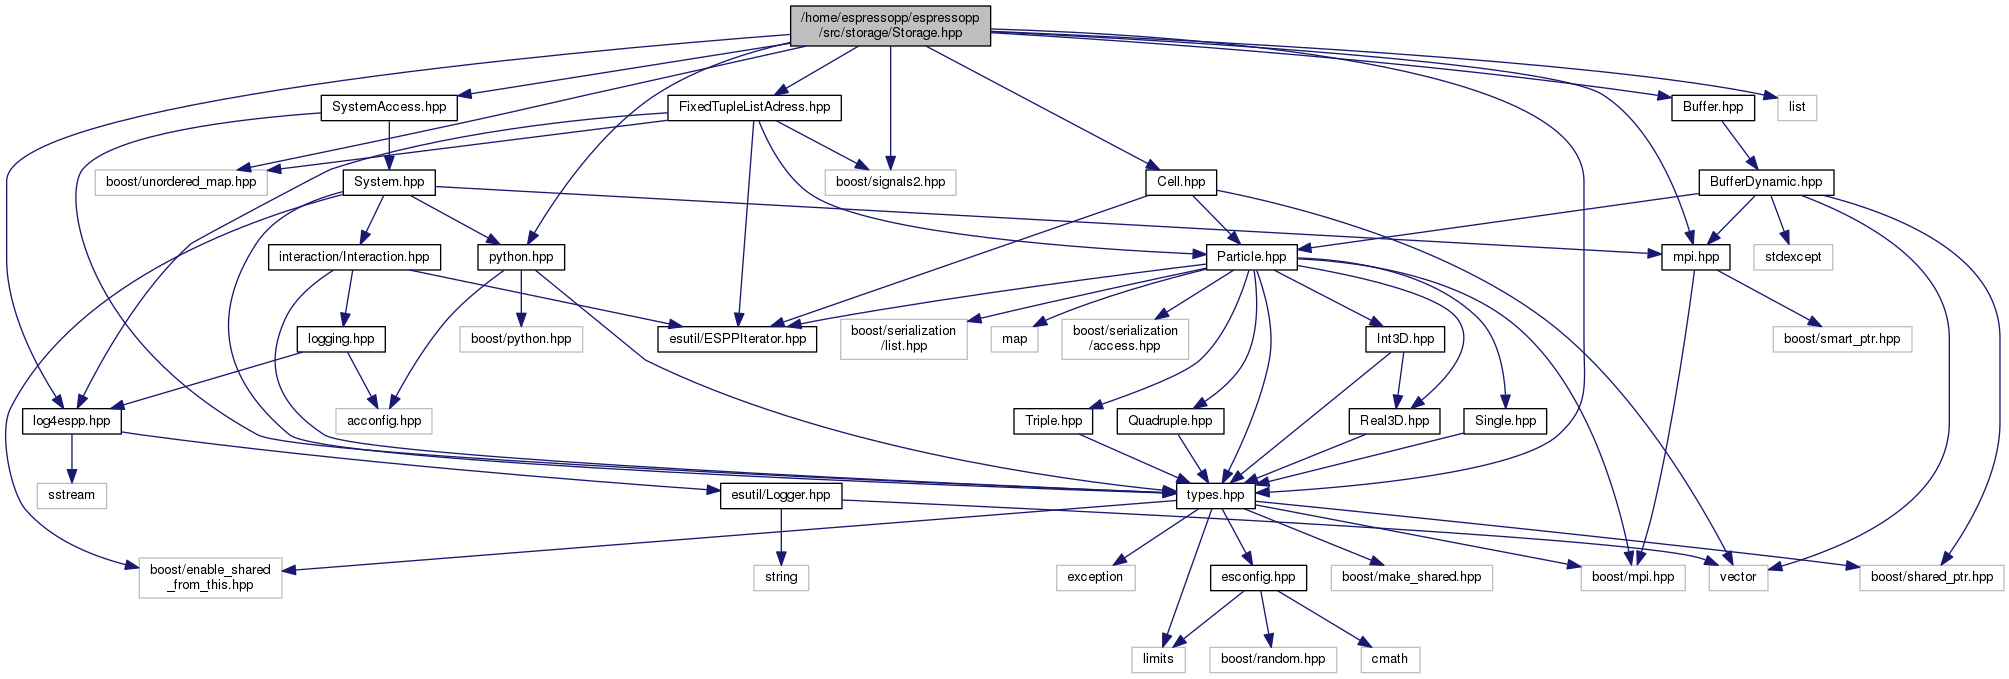 /home/espressopp/espressopp
/src/storage/Storage.hpp
SystemAccess.hpp
FixedTupleListAdress.hpp
Buffer.hpp
list
boost/unordered_map.hpp
System.hpp
boost/signals2.hpp
Cell.hpp
BufferDynamic.hpp
interaction/Interaction.hpp
python.hpp
Particle.hpp
mpi.hpp
stdexcept
logging.hpp
boost/python.hpp
esutil/ESPPIterator.hpp
boost/serialization
/list.hpp
map
boost/serialization
/access.hpp
Int3D.hpp
boost/smart_ptr.hpp
log4espp.hpp
acconfig.hpp
Triple.hpp
Quadruple.hpp
Real3D.hpp
Single.hpp
sstream
esutil/Logger.hpp
types.hpp
boost/enable_shared
_from_this.hpp
string
exception
esconfig.hpp
boost/make_shared.hpp
boost/mpi.hpp
vector
boost/shared_ptr.hpp
limits
boost/random.hpp
cmath